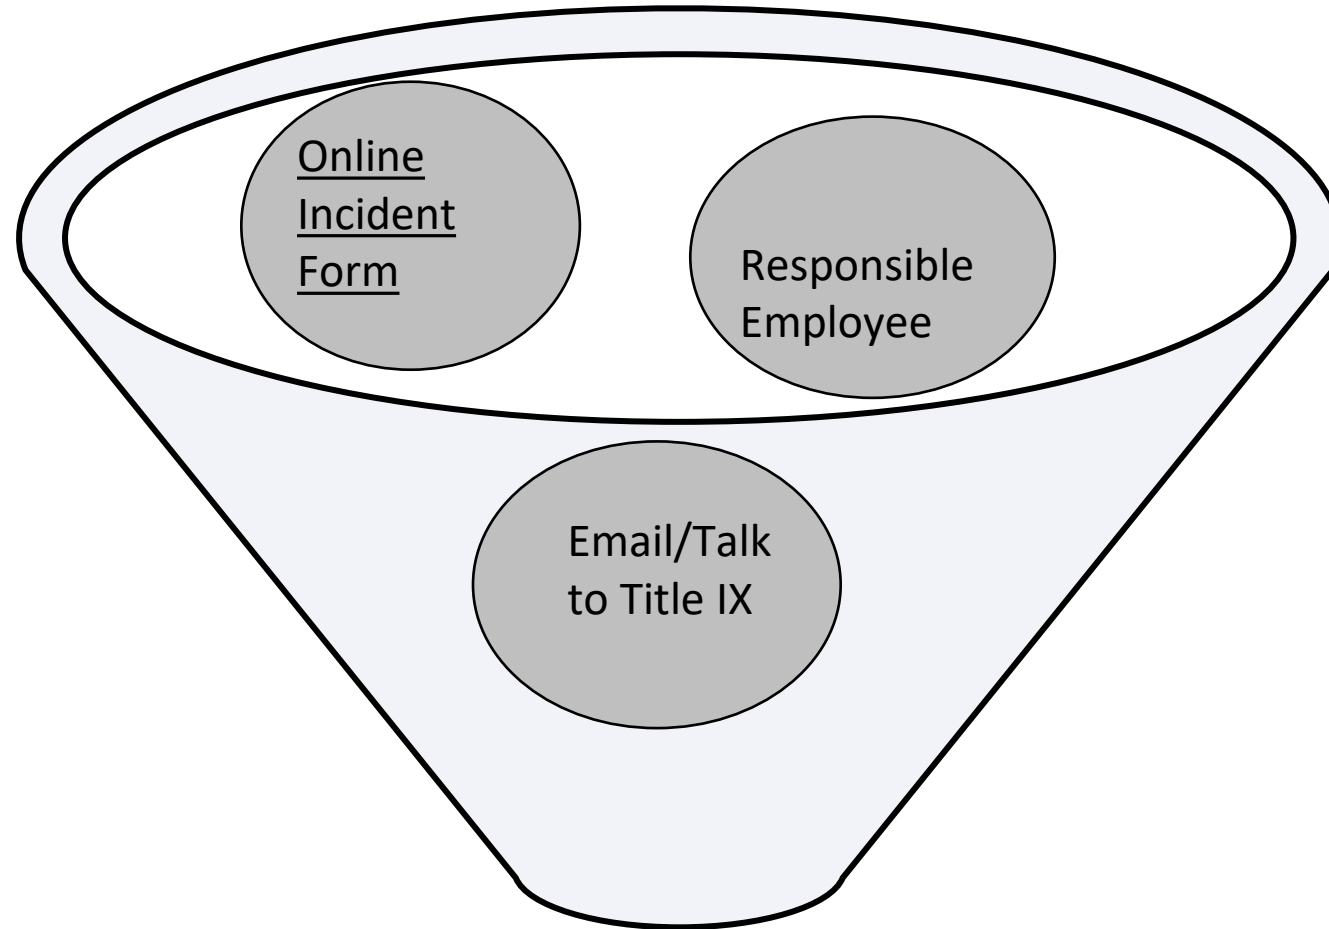 Online
Incident
Form
Responsible
Employee
Email/Talk
to Title IX